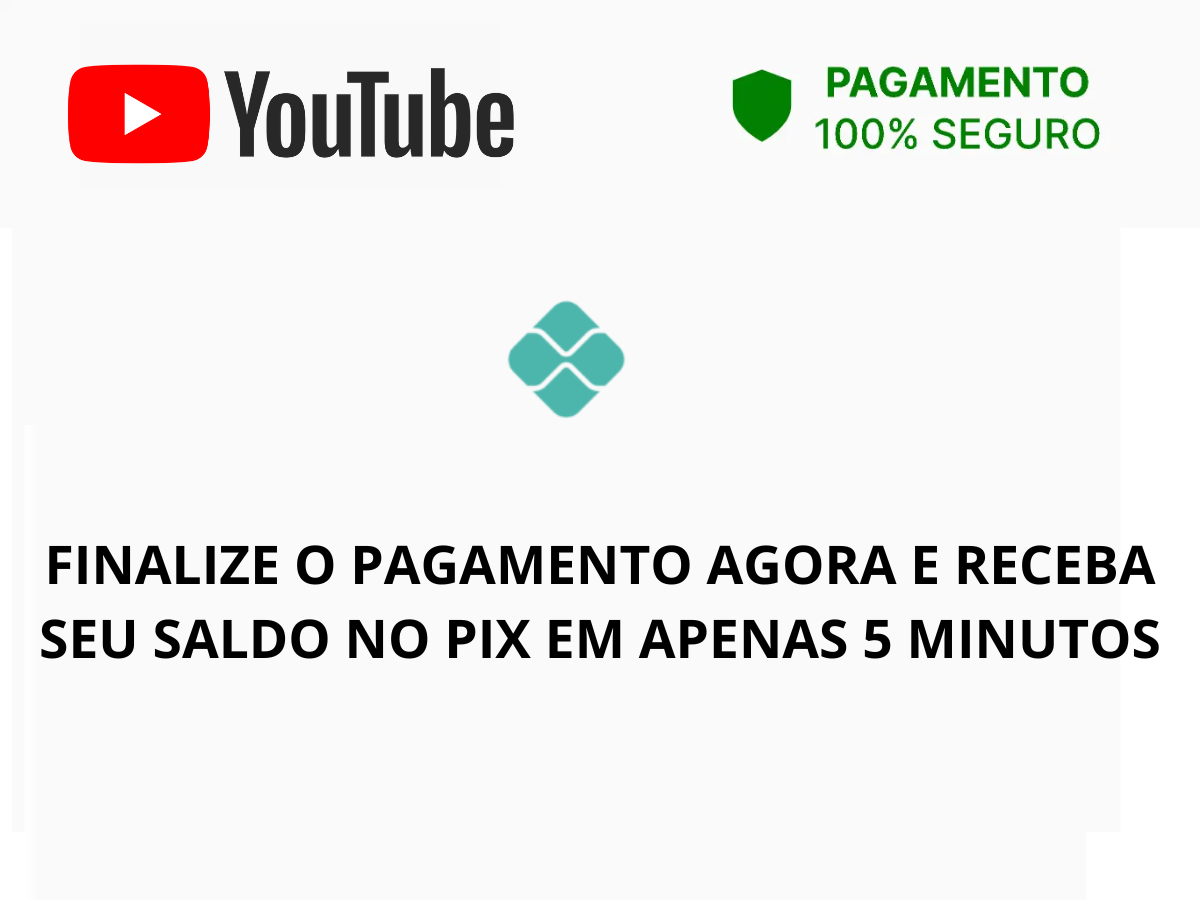 YouTube
PAGAMENTO
100% SEGURO
FINALIZE O PAGAMENTO AGORA E RECEBA
SEU SALDO NO PIX EM APENAS 5 MINUTOS